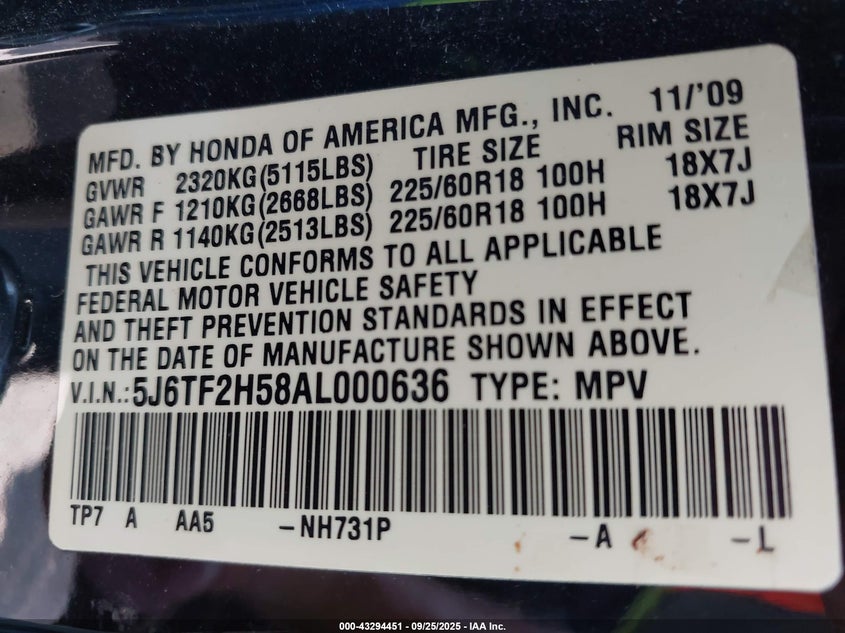 MFD. BY HONDA OF AMERICA MFG., INC. 11/'09
GVWR 2320KG(5115LBS) TIRE SIZE RIM SIZE
GAWR F 1210KG(2668LBS) 225/60R18 100H 18X7J
GAWR R 1140KG(2513LBS) 225/60R18 100H 18X7J
THIS VEHICLE CONFORMS TO ALL APPLICABLE
FEDERAL MOTOR VEHICLE SAFETY
AND THEFT PREVENTION STANDARDS IN EFFECT
ON THE DATE OF MANUFACTURE SHOWN ABOVE.
V.I.N.:5J6TF2H58AL000636 TYPE: MPV
TP7 A AA5 -NH731P -A -L
000-43294451 - 09/25/2025 - IAA Inc.